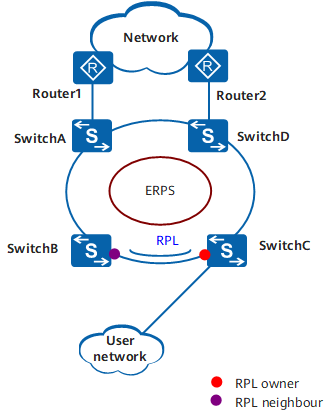 Network
R
R
Router1
Router2
SwitchA
S
S
SwitchD
ERPS
SwitchB
S
RPL
S
SwitchC
User
network
RPL owner
RPL neighbour